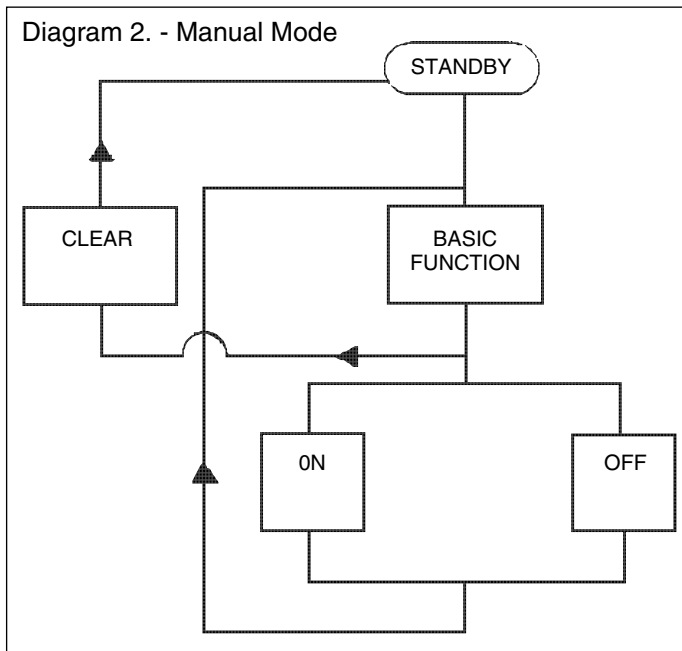 Diagram 2. - Manual Mode
STANDBY
CLEAR
BASIC
FUNCTION
0N
OFF